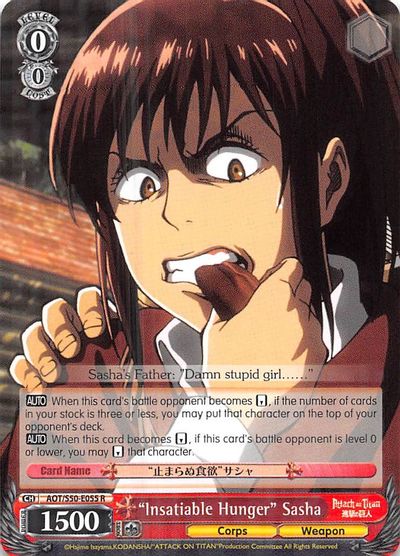 LEVEL
0
0
COST
Sasha's Father: "Damn stupid girl......"
AUTO When this card's battle opponent becomes [▼], if the number of cards
in your stock is three or less, you may put that character on the top of your
opponent's deck.
AUTO When this card's battle opponent becomes [▼], if this card's battle opponent is level 0
or lower, you may [▼] that character.
Card Name
"止まらぬ食欲"サシャ
CH AOT/S50-E055 R
"Insatiable Hunger" Sasha
Attack on Titan
進撃の巨人
POWER
1500
Corps
Weapon
©Hajime Isayama,KODANSHA/"ATTACK ON TITAN"Production Committee All Rights Reserved.